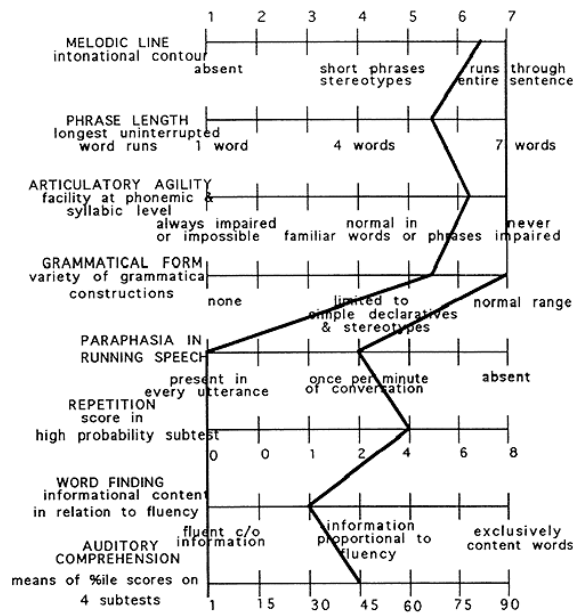 1 2 3 4 5 6 7
MELODIC LINE
intonational contour
absent short phrases runs through
stereotypes entire sentence
PHRASE LENGTH
longest uninterrupted
word runs 1 word 4 words 7 words
ARTICULATORY AGILITY
facility at phonemic &
syllabic level
always impaired normal in never
or impossible familiar words or phrases impaired
GRAMMATICAL FORM
variety of grammatica
constructions none limited to normal range
simple declaratives
& stereotypes
PARAPHASIA IN
RUNNING SPEECH
present in once per minute absent
every utterance of conversation
REPETITION
score in
high probability subtest
0 0 1 2 4 6 8
WORD FINDING
informational content
in relation to fluency
fluent c/o information exclusively
information proportional to content words
fluency
AUDITORY
COMPREHENSION
means of %ile scores on
4 subtests 1 15 30 45 60 75 90